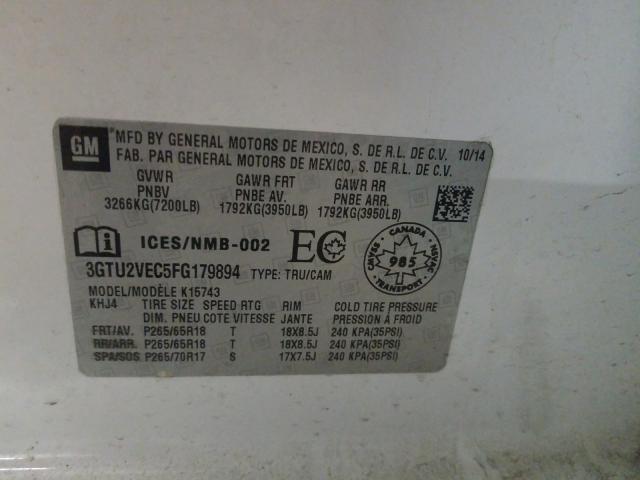 GM
MFD BY GENERAL MOTORS DE MEXICO, S. DE R.L. DE C.V. 10/14
FAB. PAR GENERAL MOTORS DE MEXICO, S. DE R.L. DE C.V.
GVWR GAWR FRT GAWR RR
PNBV PNBE AV. PNBE ARR.
3266KG(7200LB) 1792KG(3950LB) 1792KG(3950LB)
ICES/NMB-002 EC
CANADA
CMVSS NSVAC
985
TRANSPORT
3GTU2VEC5FG179894 TYPE: TRU/CAM
MODEL/MODÈLE K15743
KHJ4 TIRE SIZE SPEED RTG RIM COLD TIRE PRESSURE
DIM. PNEU COTE VITESSE JANTE PRESSION À FROID
FRT/AV. P265/65R18 T 18X8.5J 240 KPA(35PSI)
RR/ARR. P265/65R18 T 18X8.5J 240 KPA(35PSI)
SPA/SOS P265/70R17 S 17X7.5J 240 KPA(35PSI)